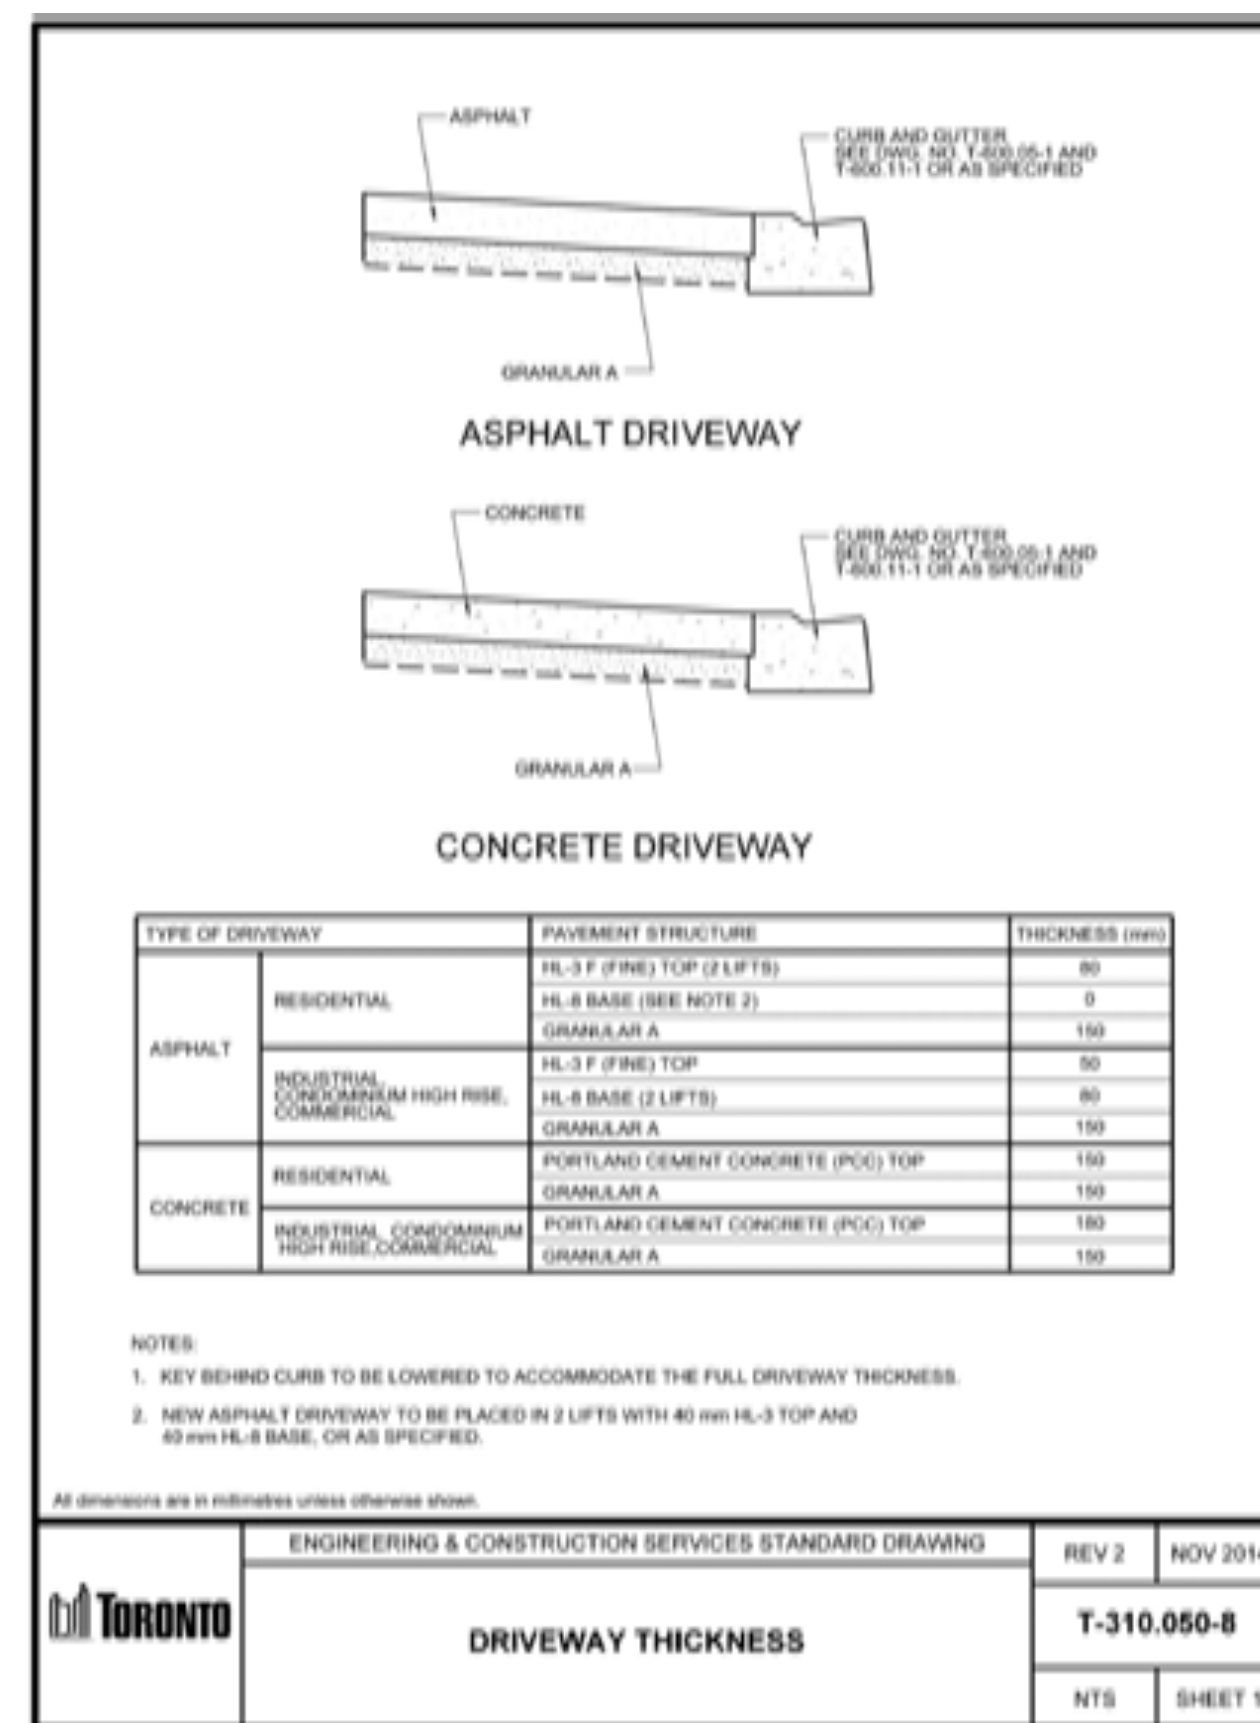 ASPHALT
CURB AND GUTTER
SEE DWG. NO. T-600.05-1 AND
T-600.11-1 OR AS SPECIFIED
GRANULAR A
ASPHALT DRIVEWAY
CONCRETE
CURB AND GUTTER
SEE DWG. NO. T-600.05-1 AND
T-600.11-1 OR AS SPECIFIED
GRANULAR A
CONCRETE DRIVEWAY
TYPE OF DRIVEWAY PAVEMENT STRUCTURE THICKNESS (mm)
ASPHALT
RESIDENTIAL
HL-3 F (FINE) TOP (2 LIFTS) 80
HL-8 BASE (SEE NOTE 2) 0
GRANULAR A 150
INDUSTRIAL,
CONDOMINIUM HIGH RISE,
COMMERCIAL
HL-3 F (FINE) TOP 50
HL-8 BASE (2 LIFTS) 80
GRANULAR A 150
CONCRETE
RESIDENTIAL
PORTLAND CEMENT CONCRETE (PCC) TOP 150
GRANULAR A 150
INDUSTRIAL, CONDOMINIUM
HIGH RISE,COMMERCIAL
PORTLAND CEMENT CONCRETE (PCC) TOP 180
GRANULAR A 150
NOTES:
1. KEY BEHIND CURB TO BE LOWERED TO ACCOMMODATE THE FULL DRIVEWAY THICKNESS.
2. NEW ASPHALT DRIVEWAY TO BE PLACED IN 2 LIFTS WITH 40 mm HL-3 TOP AND
40 mm HL-8 BASE, OR AS SPECIFIED.
All dimensions are in millimetres unless otherwise shown.
TORONTO
ENGINEERING & CONSTRUCTION SERVICES STANDARD DRAWING
DRIVEWAY THICKNESS
REV 2 NOV 2014
T-310.050-8
NTS SHEET 1